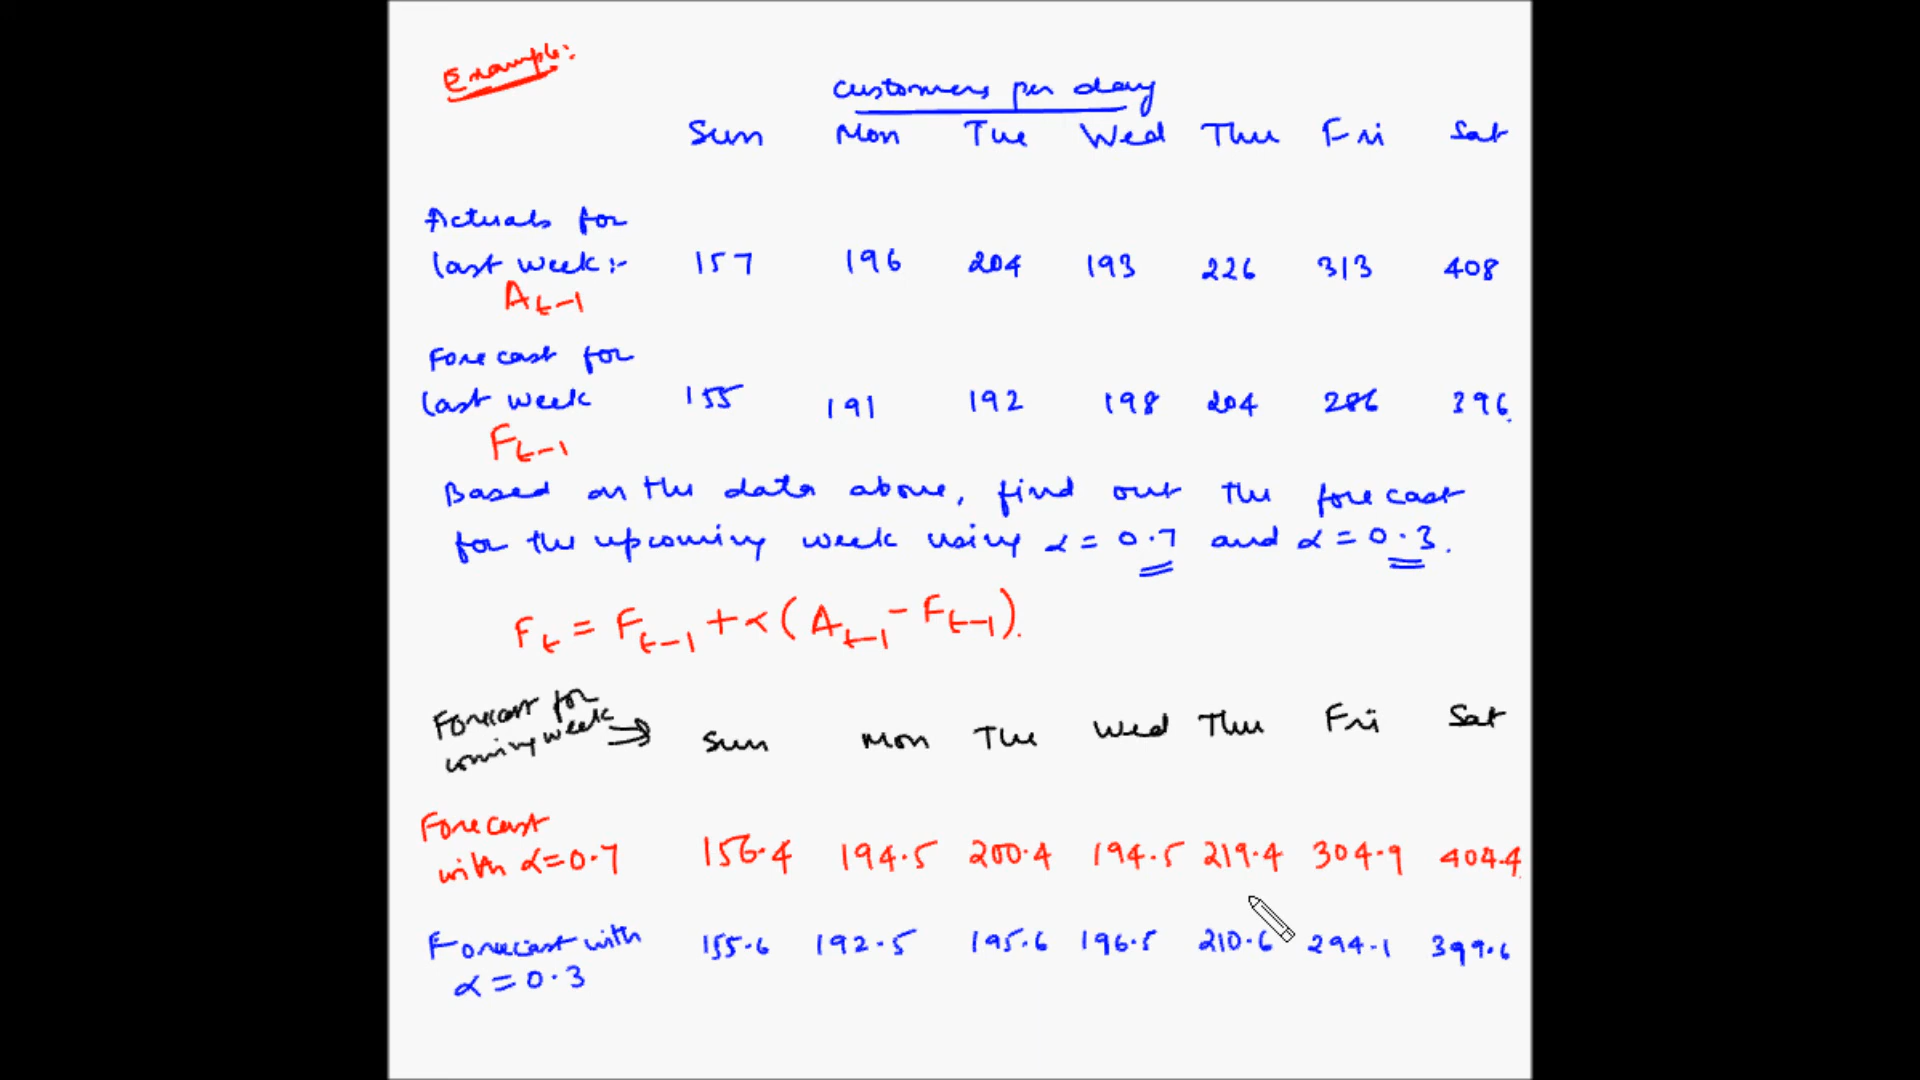 Example:
Customers per day
Sun Mon Tue Wed Thu Fri Sat
Actuals for
last week:- 157 196 204 193 226 313 408
At-1
Forecast for
last week 155 191 192 198 204 286 396
Ft-1
Based on the data above, find out the forecast
for the upcoming week using α = 0.7 and α = 0.3.
Ft = Ft-1 + α (At-1 - Ft-1).
Forecast for
coming week ⇒ Sun Mon Tue Wed Thu Fri Sat
Forecast
with α=0.7 156.4 194.5 200.4 194.5 219.4 304.9 404.4
Forecast with 155.6 192.5 195.6 196.5 210.6 294.1 399.6
α = 0.3